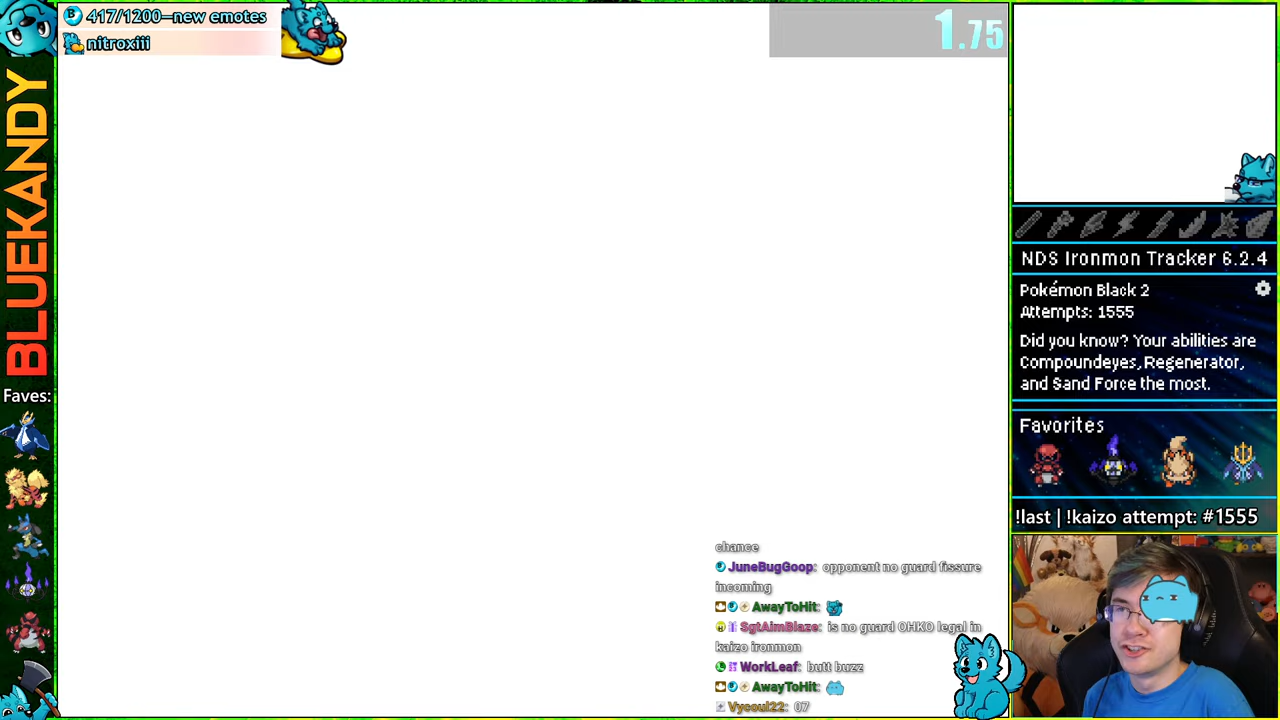 417/1200—new emotes
nitroxiii
1.75
BLUEKANDY
Faves:
NDS Ironmon Tracker 6.2.4
Pokémon Black 2
Attempts: 1555
Did you know? Your abilities are
Compoundeyes, Regenerator,
and Sand Force the most.
Favorites
!last | !kaizo attempt: #1555
chance
JuneBugGoop: opponent no guard fissure
incoming
AwayToHit:
SgtAimBlaze: is no guard OHKO legal in
kaizo ironmon
WorkLeaf: butt buzz
AwayToHit:
Vycoul22: o7